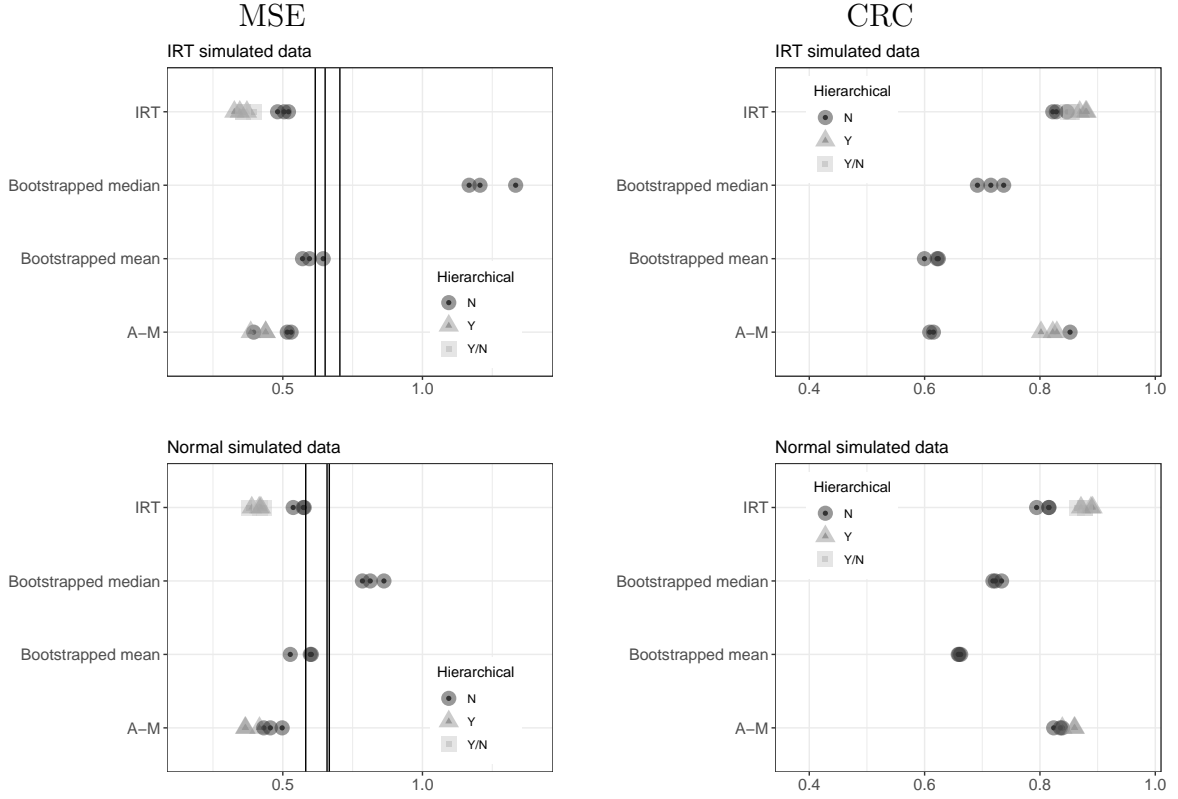 MSE
CRC
IRT simulated data
IRT
Bootstrapped median
Bootstrapped mean
A−M
0.5
1.0
Hierarchical
N
Y
Y/N
IRT simulated data
IRT
Bootstrapped median
Bootstrapped mean
A−M
0.4
0.6
0.8
1.0
Hierarchical
N
Y
Y/N
Normal simulated data
IRT
Bootstrapped median
Bootstrapped mean
A−M
0.5
1.0
Hierarchical
N
Y
Y/N
Normal simulated data
IRT
Bootstrapped median
Bootstrapped mean
A−M
0.4
0.6
0.8
1.0
Hierarchical
N
Y
Y/N